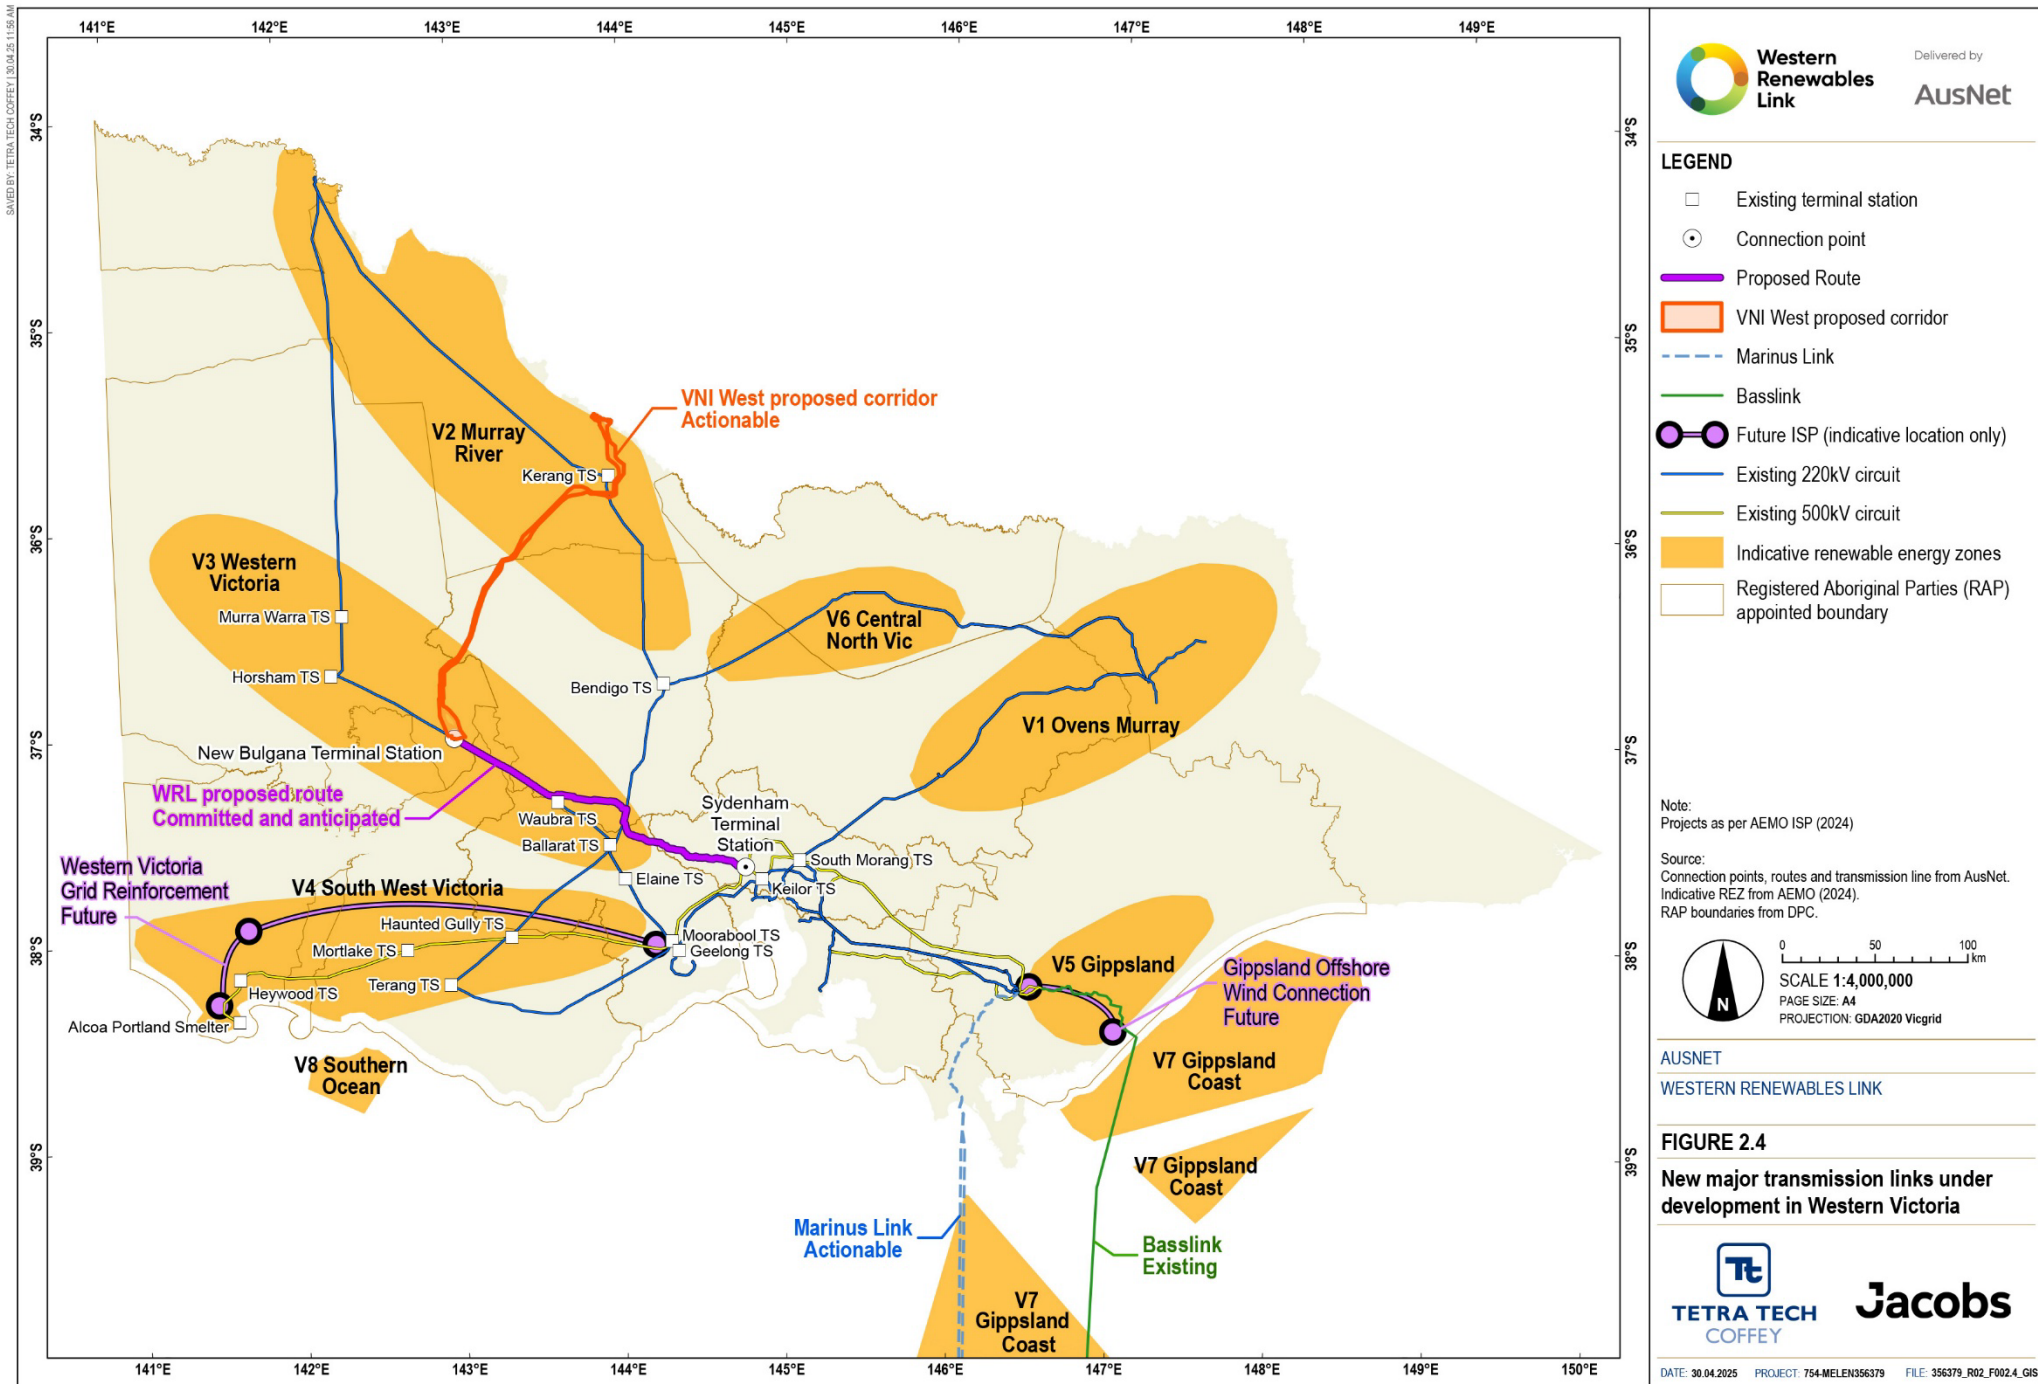 SAVED BY: TETRA TECH COFFEY | 30.04.25 11:56 AM
141°E 142°E 143°E 144°E 145°E 146°E 147°E 148°E 149°E
34°S
35°S
36°S
37°S
38°S
39°S
34°S
35°S
36°S
37°S
38°S
39°S
VNI West proposed corridor
Actionable
V2 Murray
River
Kerang TS
V3 Western
Victoria
Murra Warra TS
Horsham TS
V6 Central
North Vic
Bendigo TS
V1 Ovens Murray
New Bulgana Terminal Station
WRL proposed route
Committed and anticipated
Waubra TS
Sydenham
Terminal
Station
Ballarat TS
South Morang TS
Elaine TS
Keilor TS
Western Victoria
Grid Reinforcement
Future
V4 South West Victoria
Haunted Gully TS
Mortlake TS
Moorabool TS
Geelong TS
Terang TS
Heywood TS
Alcoa Portland Smelter
V5 Gippsland
Gippsland Offshore
Wind Connection
Future
V8 Southern
Ocean
V7 Gippsland
Coast
V7 Gippsland
Coast
Marinus Link
Actionable
Basslink
Existing
V7
Gippsland
Coast
141°E 142°E 143°E 144°E 145°E 146°E 147°E 148°E 149°E 150°E
Western
Renewables
Link
Delivered by
AusNet
LEGEND
Existing terminal station
Connection point
Proposed Route
VNI West proposed corridor
Marinus Link
Basslink
Future ISP (indicative location only)
Existing 220kV circuit
Existing 500kV circuit
Indicative renewable energy zones
Registered Aboriginal Parties (RAP)
appointed boundary
Note:
Projects as per AEMO ISP (2024)
Source:
Connection points, routes and transmission line from AusNet.
Indicative REZ from AEMO (2024).
RAP boundaries from DPC.
N
0 50 100
km
SCALE 1:4,000,000
PAGE SIZE: A4
PROJECTION: GDA2020 Vicgrid
AUSNET
WESTERN RENEWABLES LINK
FIGURE 2.4
New major transmission links under
development in Western Victoria
Tt
TETRA TECH
COFFEY
Jacobs
DATE: 30.04.2025 PROJECT: 754-MELEN356379 FILE: 356379_R02_F002.4_GIS